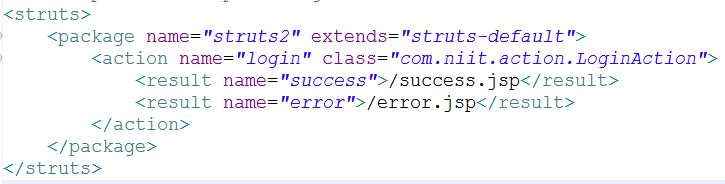 <struts>
    <package name="struts2" extends="struts-default">
        <action name="login" class="com.niit.action.LoginAction">
            <result name="success">/success.jsp</result>
            <result name="error">/error.jsp</result>
        </action>
    </package>
</struts>